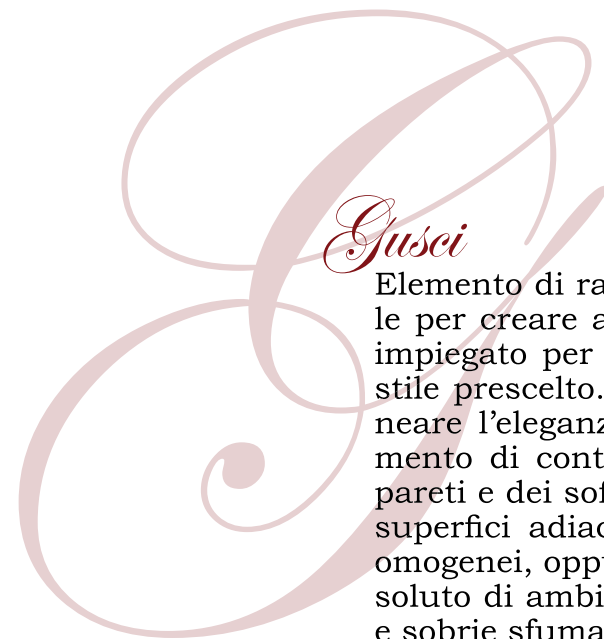 Gusci
Elemento di ra
le per creare a
impiegato per
stile prescelto.
neare l’eleganz
mento di cont
pareti e dei sof
superfici adiac
omogenei, oppu
soluto di ambi
e sobrie sfuma